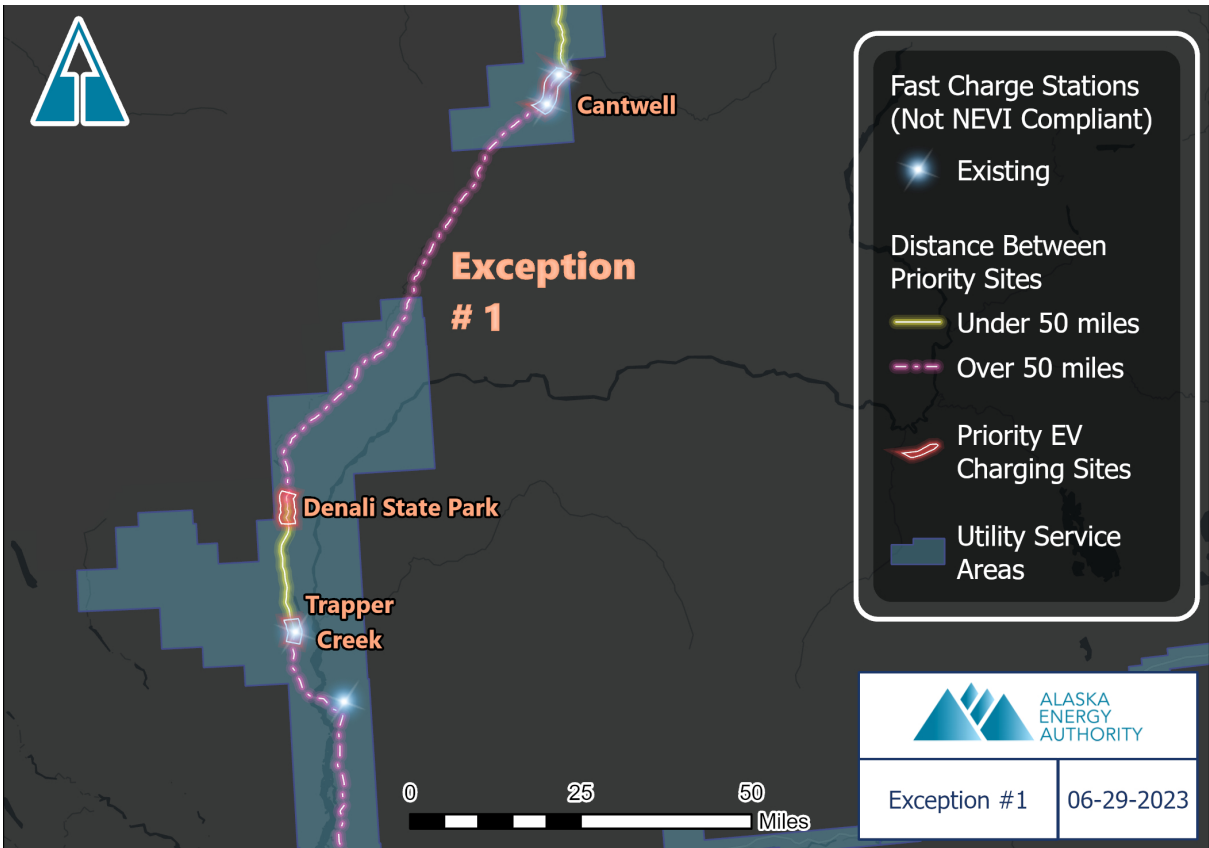 Cantwell
Exception
# 1
Denali State Park
Trapper
Creek
0 25 50
Miles
Fast Charge Stations
(Not NEVI Compliant)
Existing
Distance Between
Priority Sites
Under 50 miles
Over 50 miles
Priority EV
Charging Sites
Utility Service
Areas
ALASKA
ENERGY
AUTHORITY
Exception #1
06-29-2023